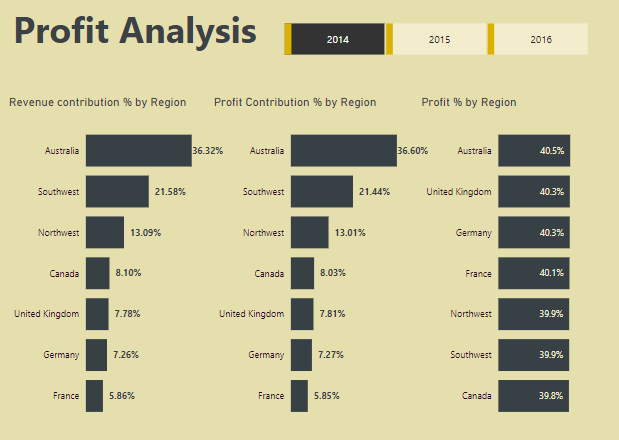 Profit Analysis
2014
2015
2016
Revenue contribution % by Region
Australia 36.32%
Southwest 21.58%
Northwest 13.09%
Canada 8.10%
United Kingdom 7.78%
Germany 7.26%
France 5.86%
Profit Contribution % by Region
Australia 36.60%
Southwest 21.44%
Northwest 13.01%
Canada 8.03%
United Kingdom 7.81%
Germany 7.27%
France 5.85%
Profit % by Region
Australia 40.5%
United Kingdom 40.3%
Germany 40.3%
France 40.1%
Northwest 39.9%
Southwest 39.9%
Canada 39.8%